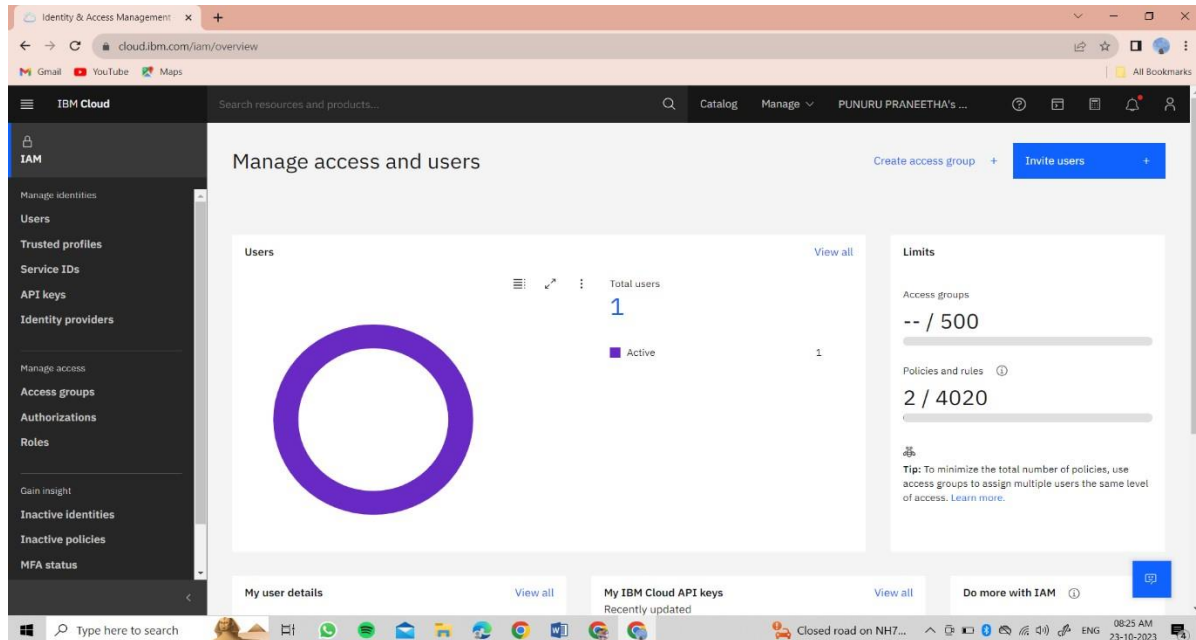 Identity & Access Management
cloud.ibm.com/iam/overview
Gmail YouTube Maps All Bookmarks
IBM Cloud
Search resources and products...
Catalog Manage PUNURU PRANEETHA's ...
IAM
Manage identities
Users
Trusted profiles
Service IDs
API keys
Identity providers
Manage access
Access groups
Authorizations
Roles
Gain insight
Inactive identities
Inactive policies
MFA status
Manage access and users
Create access group +
Invite users +
Users
View all
Total users
1
Active 1
Limits
Access groups
-- / 500
Policies and rules
2 / 4020
Tip: To minimize the total number of policies, use
access groups to assign multiple users the same level
of access. Learn more.
My user details View all
My IBM Cloud API keys View all
Recently updated
Do more with IAM
Type here to search
Closed road on NH7...
ENG
08:25 AM